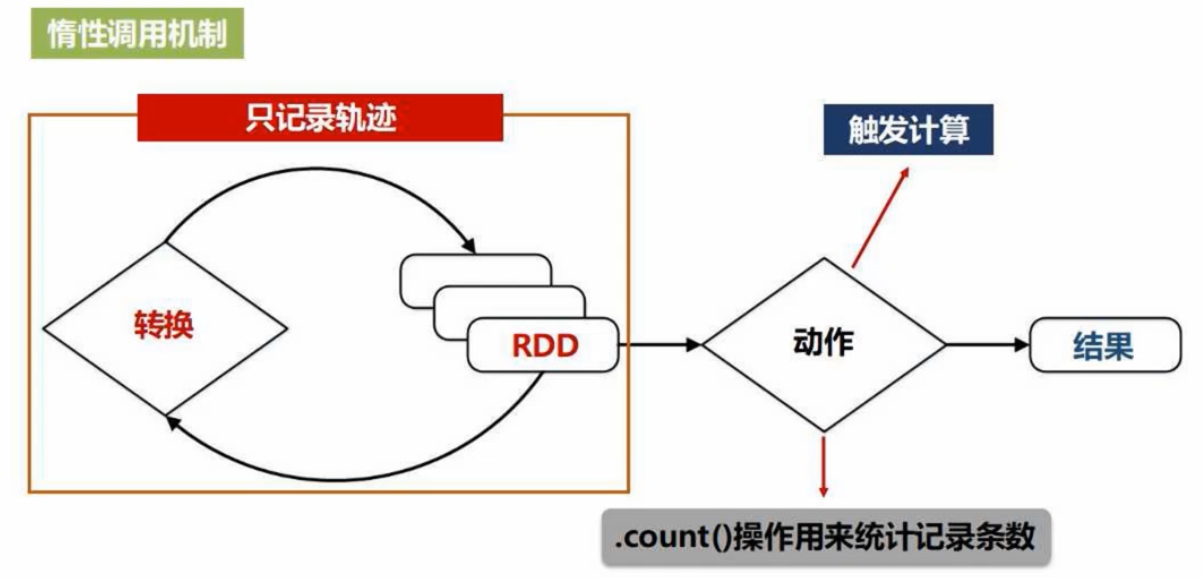 惰性调用机制
只记录轨迹
触发计算
转换
RDD
动作
结果
.count()操作用来统计记录条数